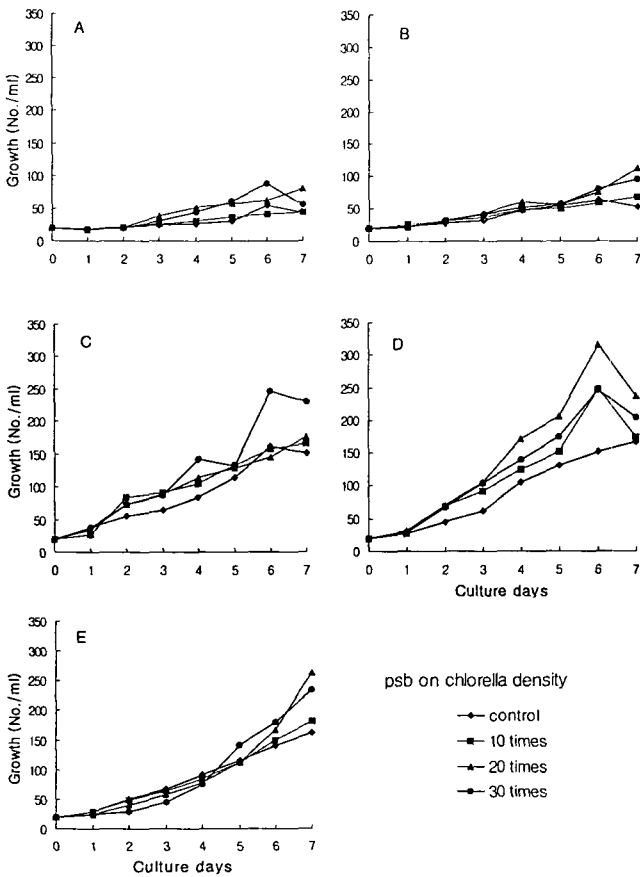 A
B
Growth (No./ml)
350
300
250
200
150
100
50
0
0 1 2 3 4 5 6 7
350
300
250
200
150
100
50
0
0 1 2 3 4 5 6 7
C
D
Growth (No./ml)
350
300
250
200
150
100
50
0
0 1 2 3 4 5 6 7
350
300
250
200
150
100
50
0
0 1 2 3 4 5 6 7
Culture days
E
Growth (No./ml)
350
300
250
200
150
100
50
0
0 1 2 3 4 5 6 7
Culture days
psb on chlorella density
control
10 times
20 times
30 times